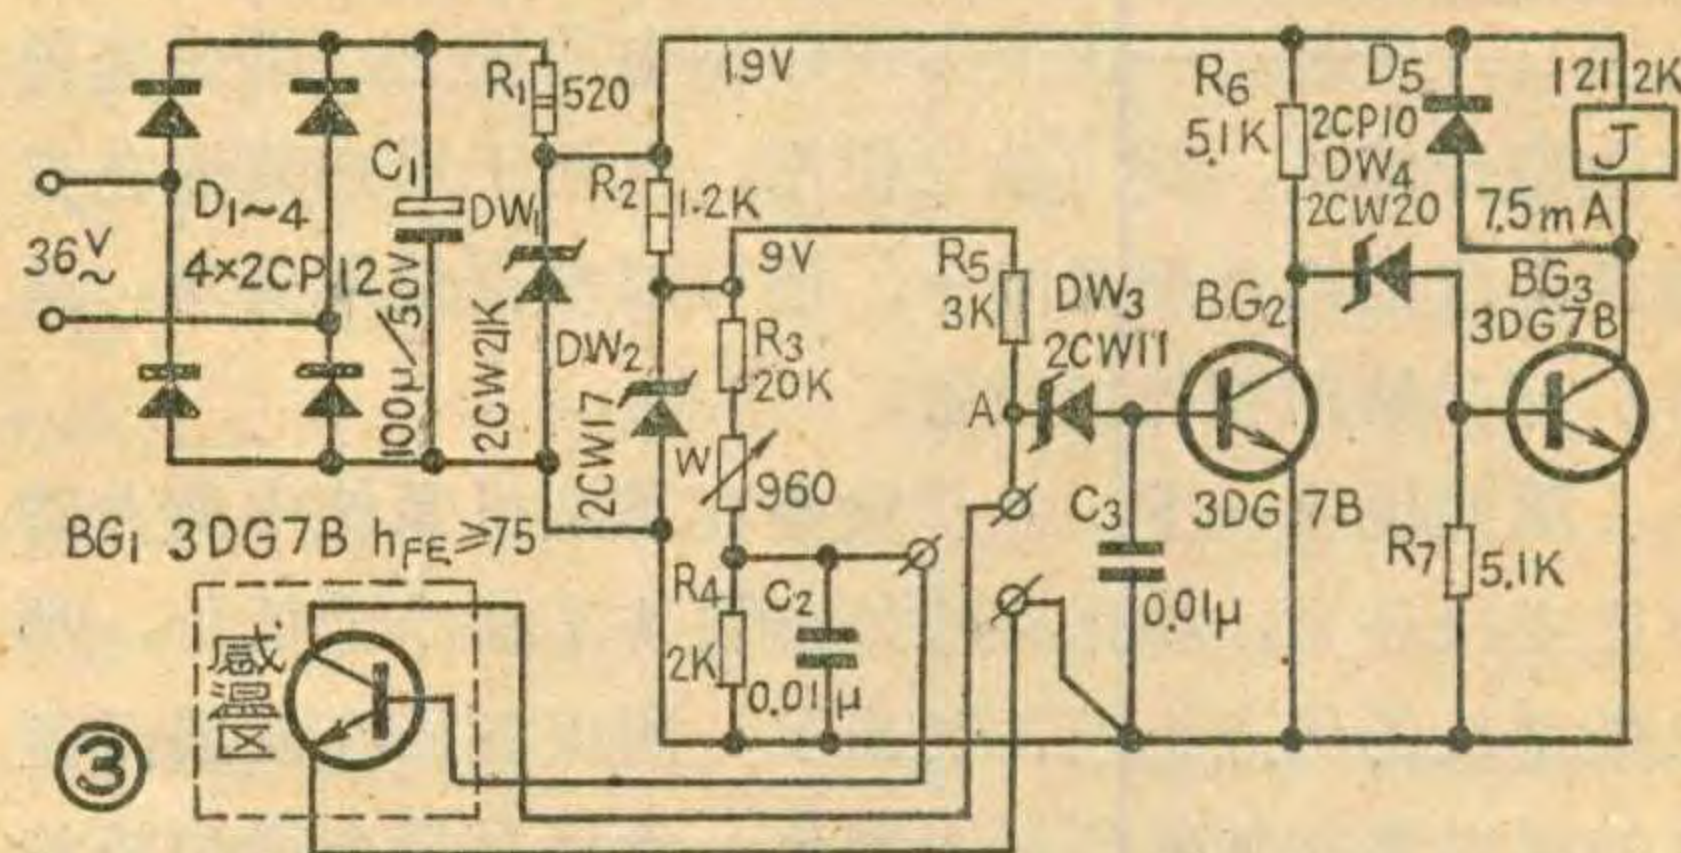 36V~
D1~4
4×2CP12
C1
100μ/50V
R1 520
DW1
2CW21K
19V
R2 1.2K
DW2
2CW17
9V
R3
20K
W
960
R4
2K
C2
0.01μ
R5
3K
A
DW3
2CW11
C3
0.01μ
BG2
3DG7B
R6
5.1K
D5
2CP10
DW4
2CW20
121 2K
J
7.5mA
BG3
3DG7B
R7
5.1K
BG1 3DG7B hFE≥75
感温区
③